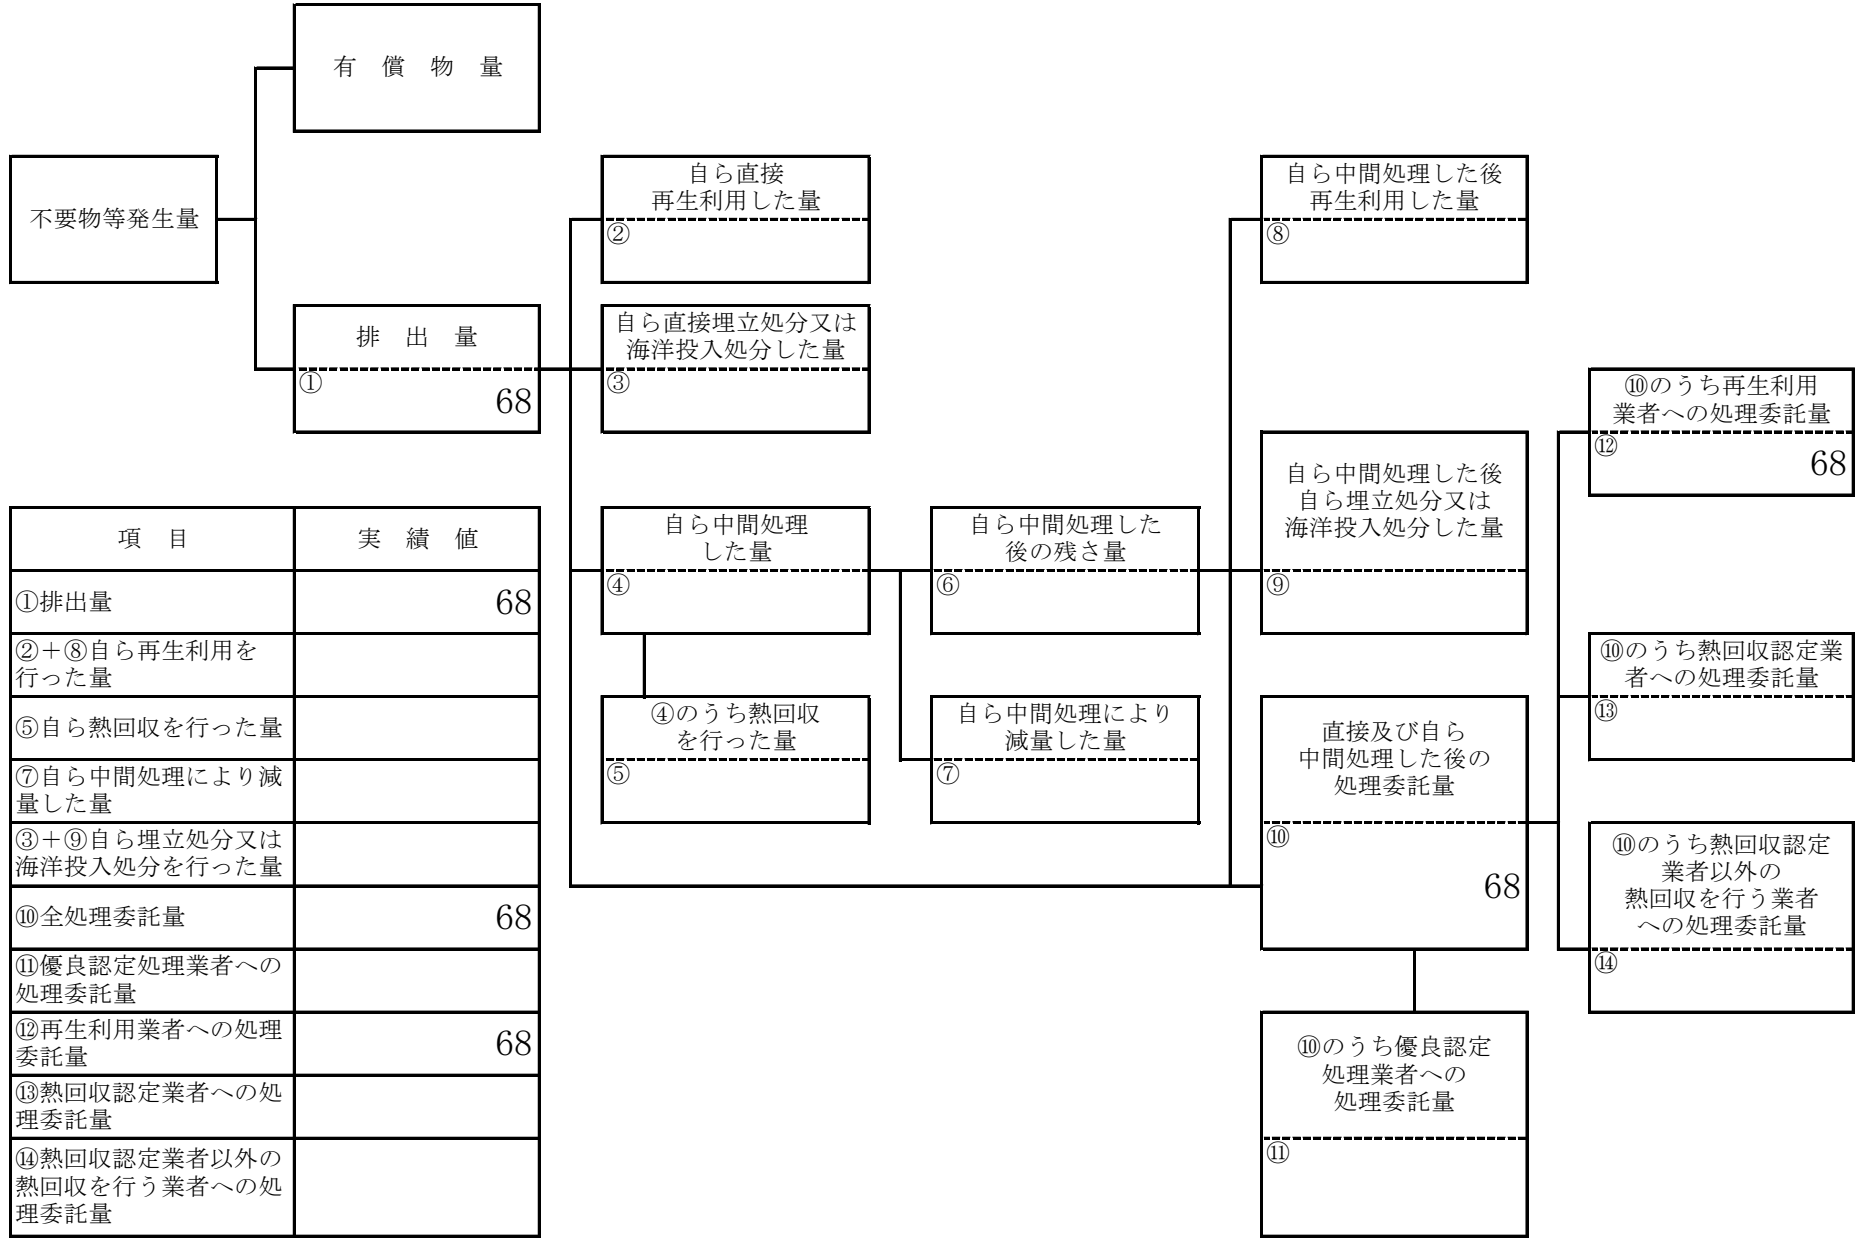 有　償　物　量
不要物等発生量
排　出　量
①
68
自ら直接
再生利用した量
②
自ら直接埋立処分又は
海洋投入処分した量
③
自ら中間処理
した量
④
④のうち熱回収
を行った量
⑤
自ら中間処理した
後の残さ量
⑥
自ら中間処理により
減量した量
⑦
自ら中間処理した後
再生利用した量
⑧
自ら中間処理した後
自ら埋立処分又は
海洋投入処分した量
⑨
直接及び自ら
中間処理した後の
処理委託量
⑩
68
⑩のうち優良認定
処理業者への
処理委託量
⑪
⑩のうち再生利用
業者への処理委託量
⑫
68
⑩のうち熱回収認定業
者への処理委託量
⑬
⑩のうち熱回収認定
業者以外の
熱回収を行う業者
への処理委託量
⑭
項　目　実　績　値
①排出量　68
②＋⑧自ら再生利用を
行った量
⑤自ら熱回収を行った量
⑦自ら中間処理により減
量した量
③＋⑨自ら埋立処分又は
海洋投入処分を行った量
⑩全処理委託量　68
⑪優良認定処理業者への
処理委託量
⑫再生利用業者への処理
委託量　68
⑬熱回収認定業者への処
理委託量
⑭熱回収認定業者以外の
熱回収を行う業者への処
理委託量